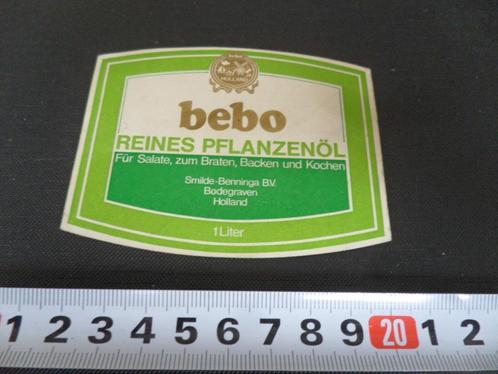 HOLLAND
bebo
REINES PFLANZENÖL
Für Salate, zum Braten, Backen und Kochen
Smilde-Benninga B.V.
Bodegraven
Holland
1 Liter
1 2 3 4 5 6 7 8 9 20 1 2